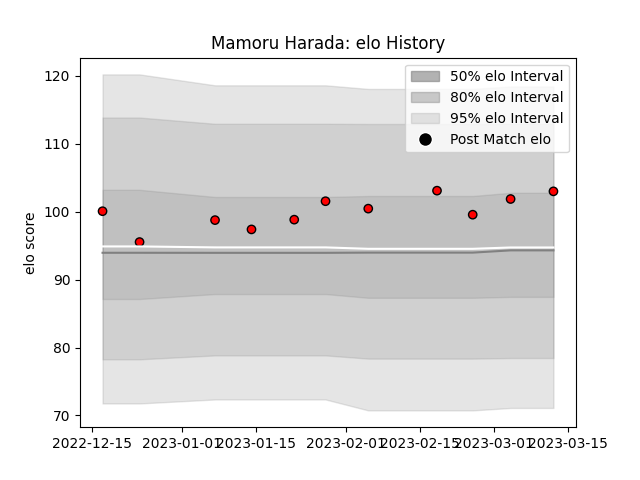 Mamoru Harada: elo History
120
110
100
90
80
70
elo score
50% elo Interval
80% elo Interval
95% elo Interval
Post Match elo
2022-12-15
2023-01-01
2023-01-15
2023-02-01
2023-02-15
2023-03-01
2023-03-15